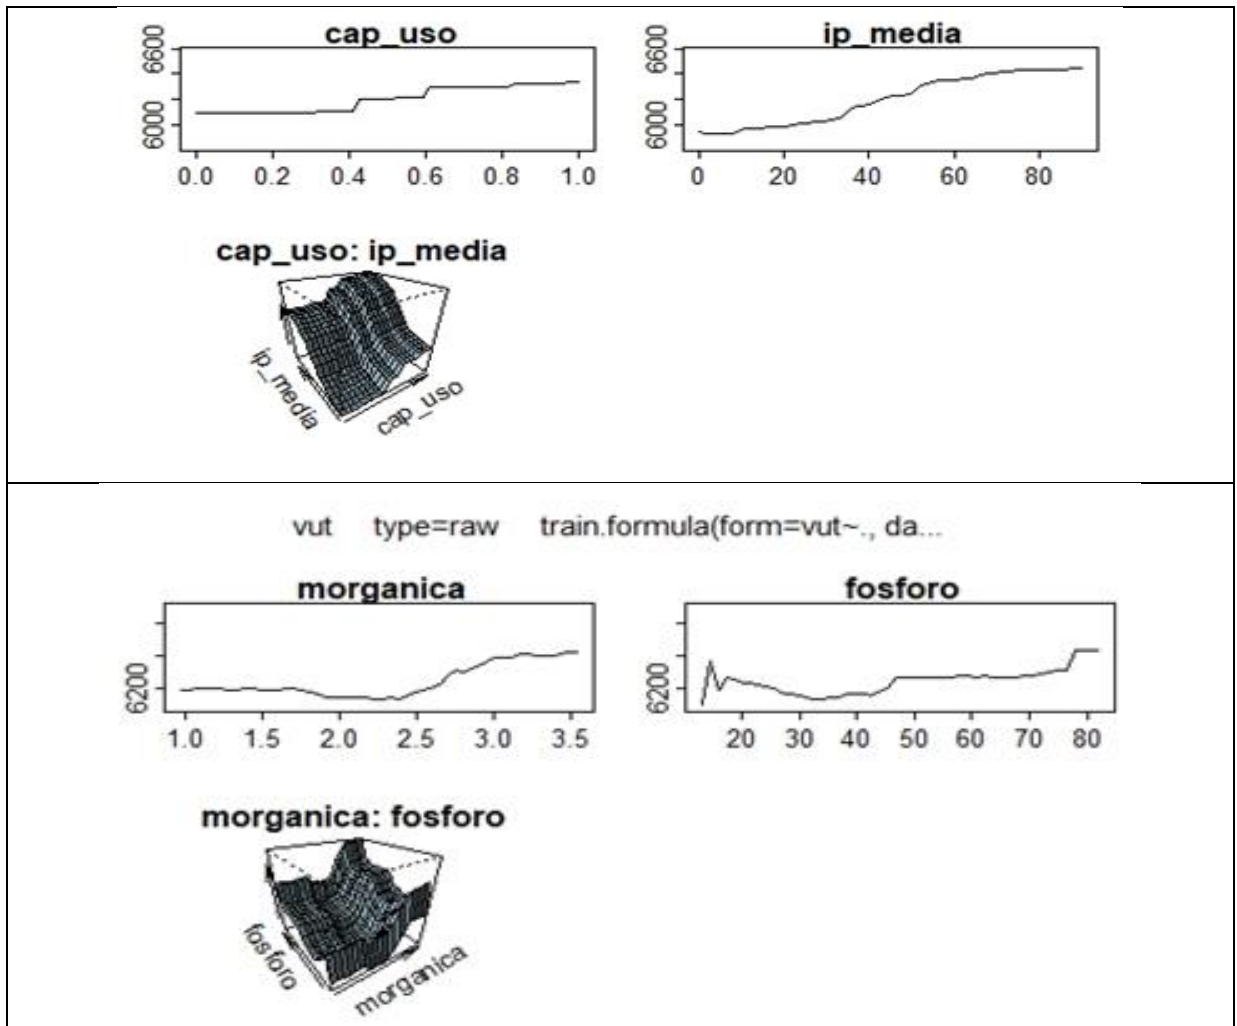 cap_uso
ip_media
6000 6600
6000 6600
0.0 0.2 0.4 0.6 0.8 1.0
0 20 40 60 80
cap_uso: ip_media
ip_media
cap_uso
vut type=raw train.formula(form=vut~., da...
morganica
fosforo
6200
6200
1.0 1.5 2.0 2.5 3.0 3.5
20 30 40 50 60 70 80
morganica: fosforo
fosforo
morganica